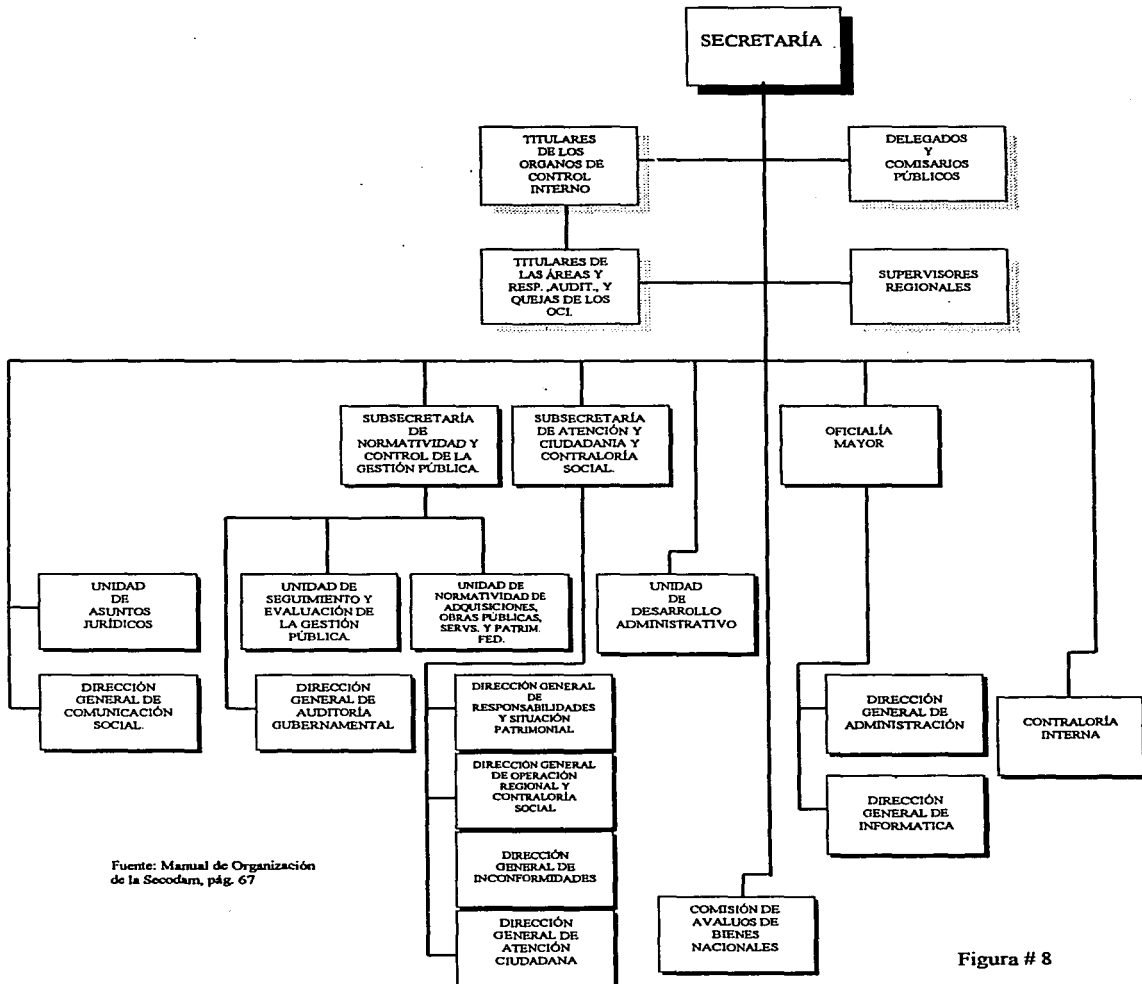 SECRETARÍA
TITULARES
DE LOS
ORGANOS DE
CONTROL
INTERNO
DELEGADOS
Y
COMISARIOS
PÚBLICOS
TITULARES DE
LAS ÁREAS Y
RESP. ,AUDIT., Y
QUEJAS DE LOS
OCI.
SUPERVISORES
REGIONALES
SUBSECRETARÍA
DE
NORMATIVIDAD Y
CONTROL DE LA
GESTIÓN PÚBLICA.
SUBSECRETARÍA
DE ATENCIÓN Y
CIUDADANIA Y
CONTRALORÍA
SOCIAL.
OFICIALÍA
MAYOR
UNIDAD
DE
ASUNTOS
JURÍDICOS
UNIDAD DE
SEGUIMIENTO Y
EVALUACIÓN DE
LA GESTIÓN
PÚBLICA.
UNIDAD DE
NORMATIVIDAD DE
ADQUISICIONES,
OBRAS PÚBLICAS,
SERVS. Y PATRIM.
FED.
UNIDAD
DE
DESARROLLO
ADMINISTRATIVO
DIRECCIÓN
GENERAL DE
COMUNICACIÓN
SOCIAL.
DIRECCIÓN
GENERAL DE
AUDITORÍA
GUBERNAMENTAL
DIRECCIÓN GENERAL
DE
RESPONSABILIDADES
Y SITUACIÓN
PATRIMONIAL
DIRECCIÓN
GENERAL DE
ADMINISTRACIÓN
CONTRALORÍA
INTERNA
DIRECCIÓN GENERAL
DE OPERACIÓN
REGIONAL Y
CONTRALORÍA
SOCIAL
DIRECCIÓN
GENERAL DE
INFORMATICA
DIRECCIÓN
GENERAL DE
INCONFORMIDADES
DIRECCIÓN
GENERAL DE
ATENCIÓN
CIUDADANA
COMISIÓN DE
AVALUOS DE
BIENES
NACIONALES
Fuente: Manual de Organización
de la Secodam, pág. 67
Figura # 8